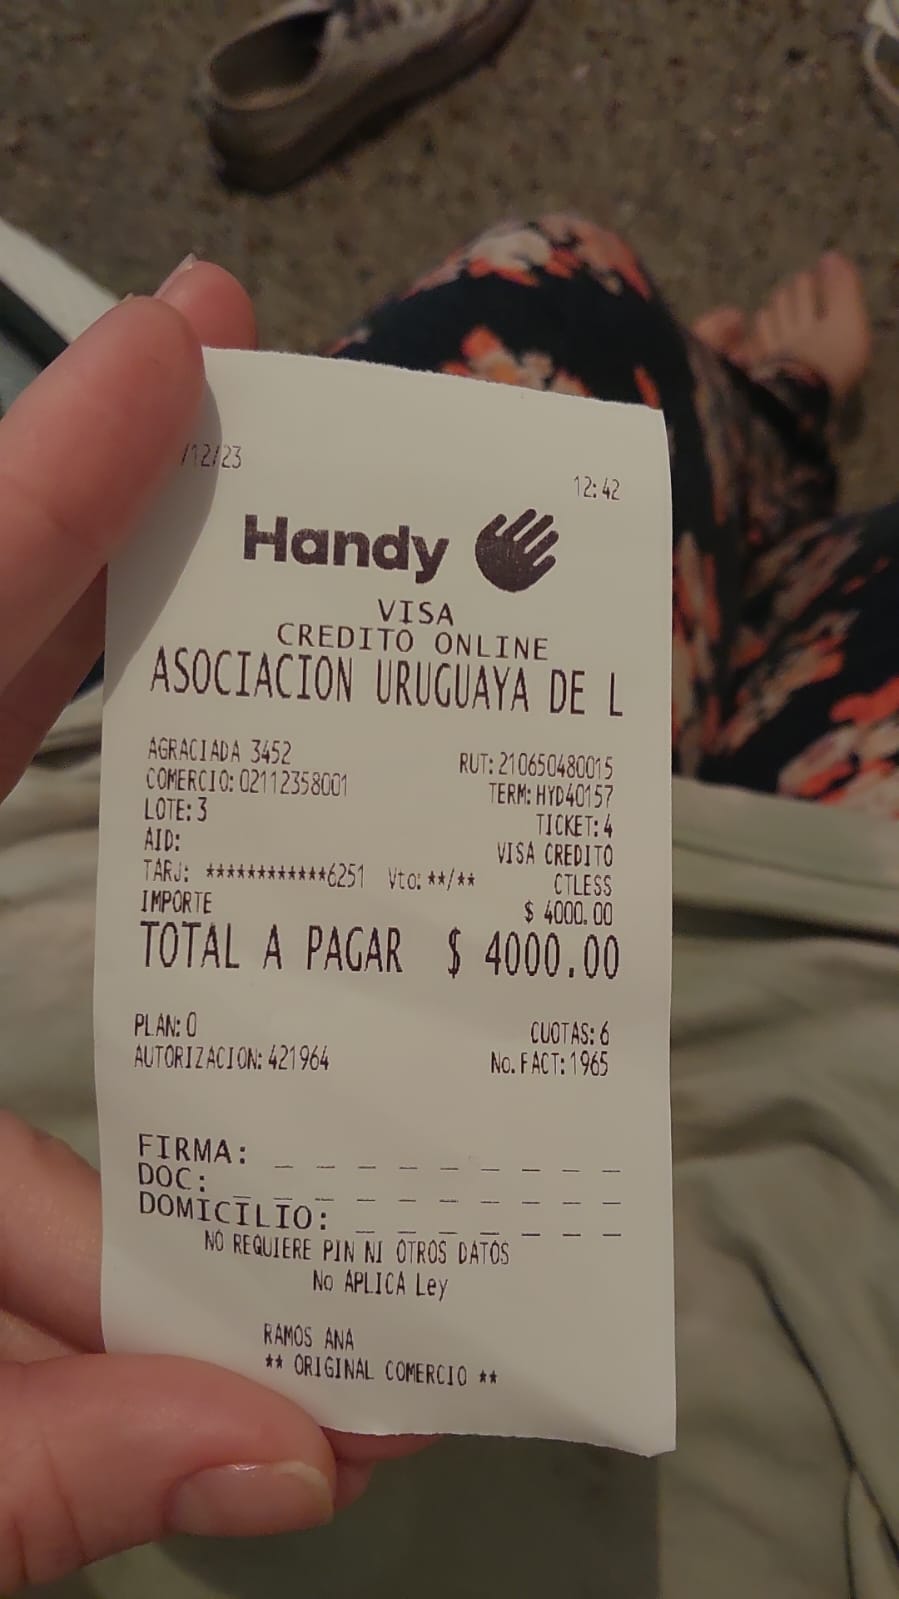 /12/23
12:42
Handy
VISA
CREDITO ONLINE
ASOCIACION URUGUAYA DE L
AGRACIADA 3452 RUT: 210650480015
COMERCIO: 02112358001 TERM: HYD40157
LOTE: 3 TICKET: 4
AID: VISA CREDITO
TARJ: ************6251 Vto: **/** CTLESS
IMPORTE $ 4000.00
TOTAL A PAGAR $ 4000.00
PLAN: 0 CUOTAS: 6
AUTORIZACION: 421964 No. FACT: 1965
FIRMA: _ _ _ _ _ _ _ _ _
DOC: _ _ _ _ _ _ _ _ _ _
DOMICILIO: _ _ _ _ _ _ _
NO REQUIERE PIN NI OTROS DATOS
No APLICA Ley
RAMOS ANA
** ORIGINAL COMERCIO **